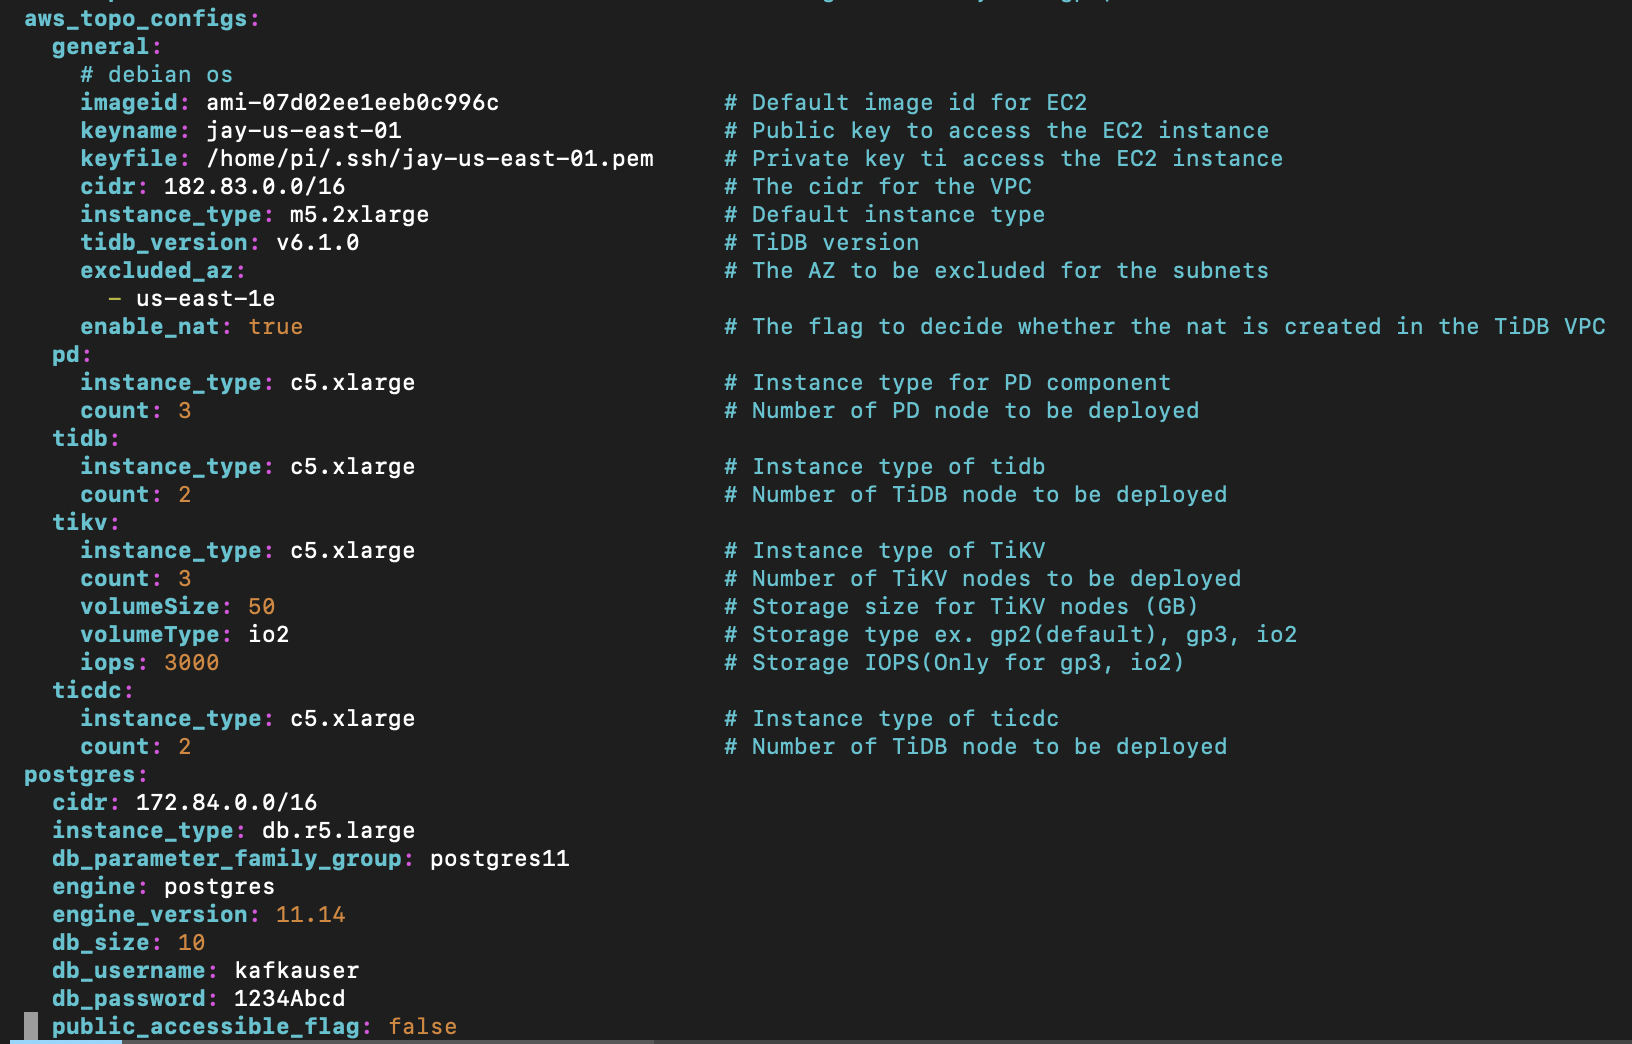 aws_topo_configs:
  general:
    # debian os
    imageid: ami-07d02ee1eeb0c996c                # Default image id for EC2
    keyname: jay-us-east-01                       # Public key to access the EC2 instance
    keyfile: /home/pi/.ssh/jay-us-east-01.pem     # Private key ti access the EC2 instance
    cidr: 182.83.0.0/16                           # The cidr for the VPC
    instance_type: m5.2xlarge                     # Default instance type
    tidb_version: v6.1.0                          # TiDB version
    excluded_az:                                  # The AZ to be excluded for the subnets
      - us-east-1e
    enable_nat: true                              # The flag to decide whether the nat is created in the TiDB VPC
  pd:
    instance_type: c5.xlarge                      # Instance type for PD component
    count: 3                                      # Number of PD node to be deployed
  tidb:
    instance_type: c5.xlarge                      # Instance type of tidb
    count: 2                                      # Number of TiDB node to be deployed
  tikv:
    instance_type: c5.xlarge                      # Instance type of TiKV
    count: 3                                      # Number of TiKV nodes to be deployed
    volumeSize: 50                                # Storage size for TiKV nodes (GB)
    volumeType: io2                               # Storage type ex. gp2(default), gp3, io2
    iops: 3000                                    # Storage IOPS(Only for gp3, io2)
  ticdc:
    instance_type: c5.xlarge                      # Instance type of ticdc
    count: 2                                      # Number of TiDB node to be deployed
postgres:
  cidr: 172.84.0.0/16
  instance_type: db.r5.large
  db_parameter_family_group: postgres11
  engine: postgres
  engine_version: 11.14
  db_size: 10
  db_username: kafkauser
  db_password: 1234Abcd
  public_accessible_flag: false